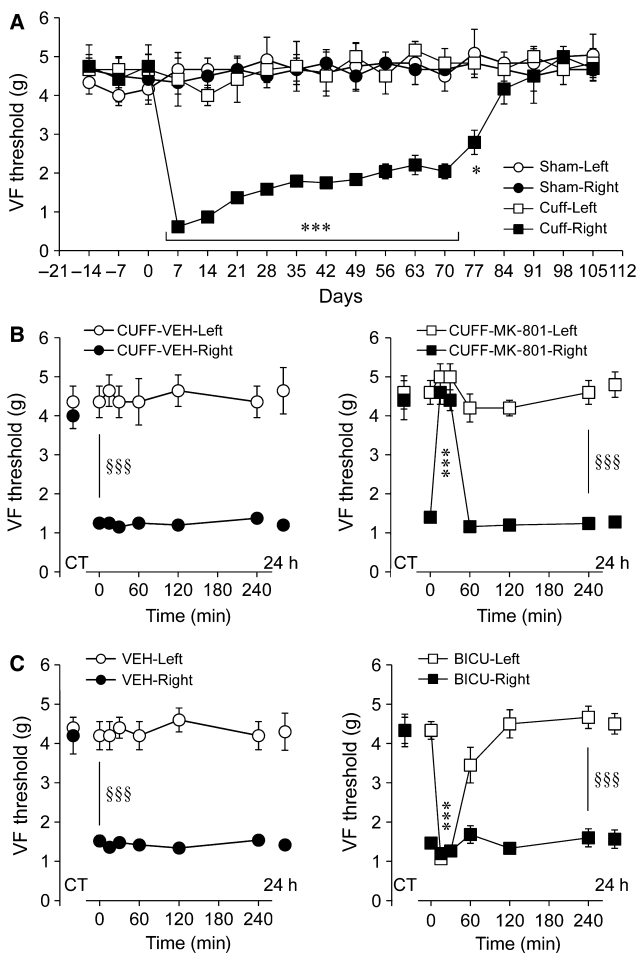 A
VF threshold (g)
6
5
4
3
2
1
0
***
*
Sham-Left
Sham-Right
Cuff-Left
Cuff-Right
–21 –14 –7 0 7 14 21 28 35 42 49 56 63 70 77 84 91 98 105 112
Days
B
VF threshold (g)
6
5
4
3
2
1
0
CUFF-VEH-Left
CUFF-VEH-Right
§§§
CT
24 h
0 60 120 180 240
Time (min)
VF threshold (g)
6
5
4
3
2
1
0
CUFF-MK-801-Left
CUFF-MK-801-Right
***
§§§
CT
24 h
0 60 120 180 240
Time (min)
C
VF threshold (g)
6
5
4
3
2
1
0
VEH-Left
VEH-Right
§§§
CT
24 h
0 60 120 180 240
Time (min)
VF threshold (g)
6
5
4
3
2
1
0
BICU-Left
BICU-Right
***
§§§
CT
24 h
0 60 120 180 240
Time (min)